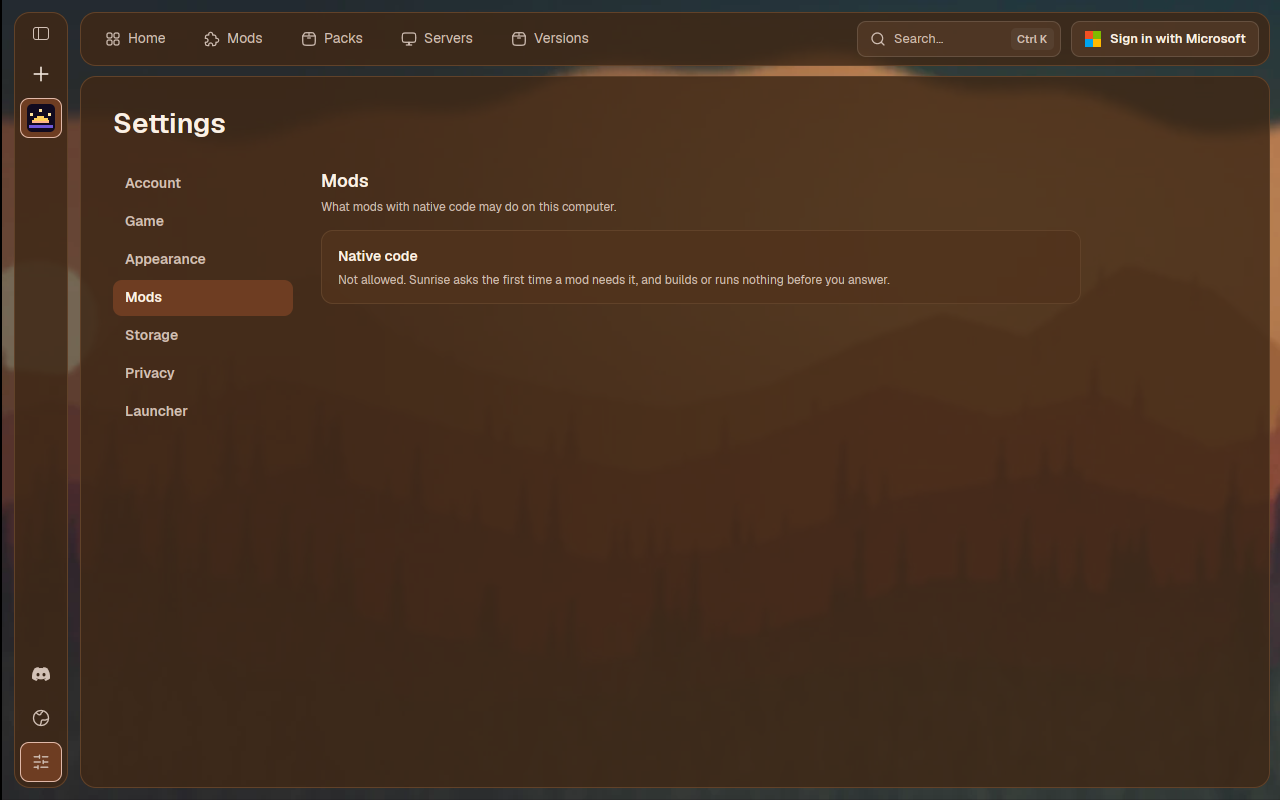 Home
Mods
Packs
Servers
Versions
Search...
Ctrl K
Sign in with Microsoft
Settings
Account
Game
Appearance
Mods
Storage
Privacy
Launcher
Mods
What mods with native code may do on this computer.
Native code
Not allowed. Sunrise asks the first time a mod needs it, and builds or runs nothing before you answer.